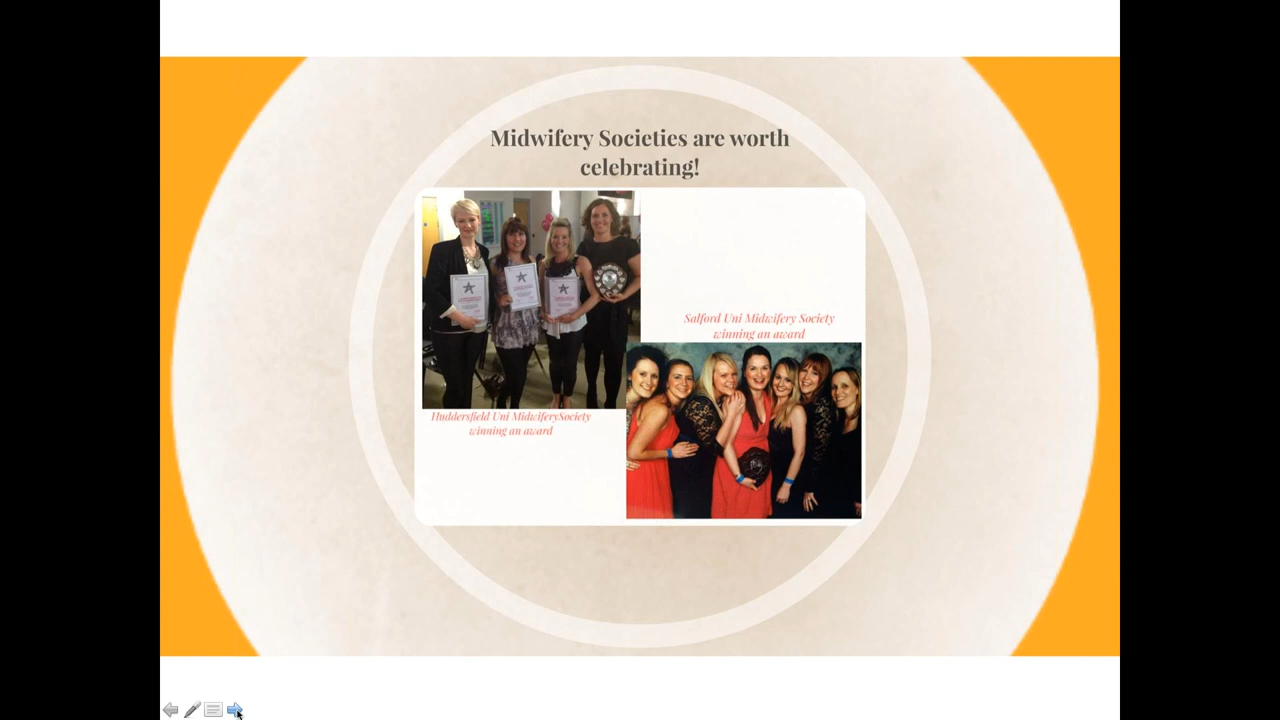 Midwifery Societies are worth
celebrating!
Salford Uni Midwifery Society
winning an award
Huddersfield Uni MidwiferySociety
winning an award